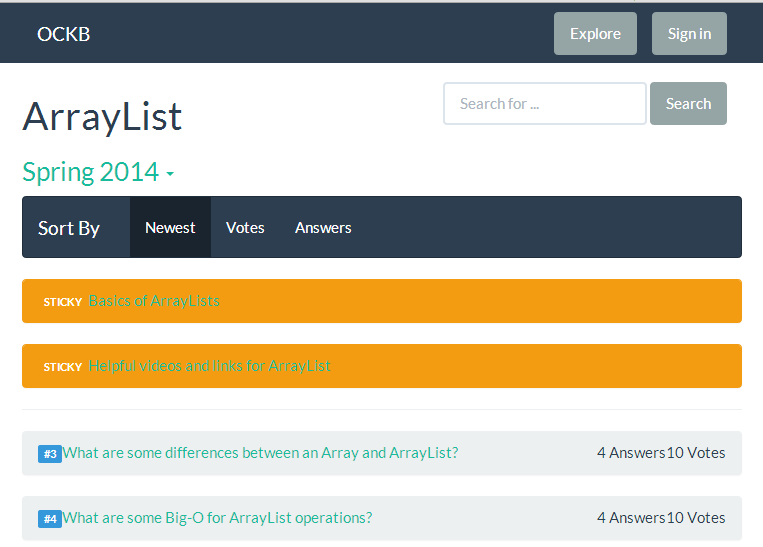 OCKB Explore Sign in
Search for ... Search
ArrayList
Spring 2014
Sort By Newest Votes Answers
STICKY Basics of ArrayLists
STICKY Helpful videos and links for ArrayList
#3 What are some differences between an Array and ArrayList? 4 Answers10 Votes
#4 What are some Big-O for ArrayList operations? 4 Answers10 Votes